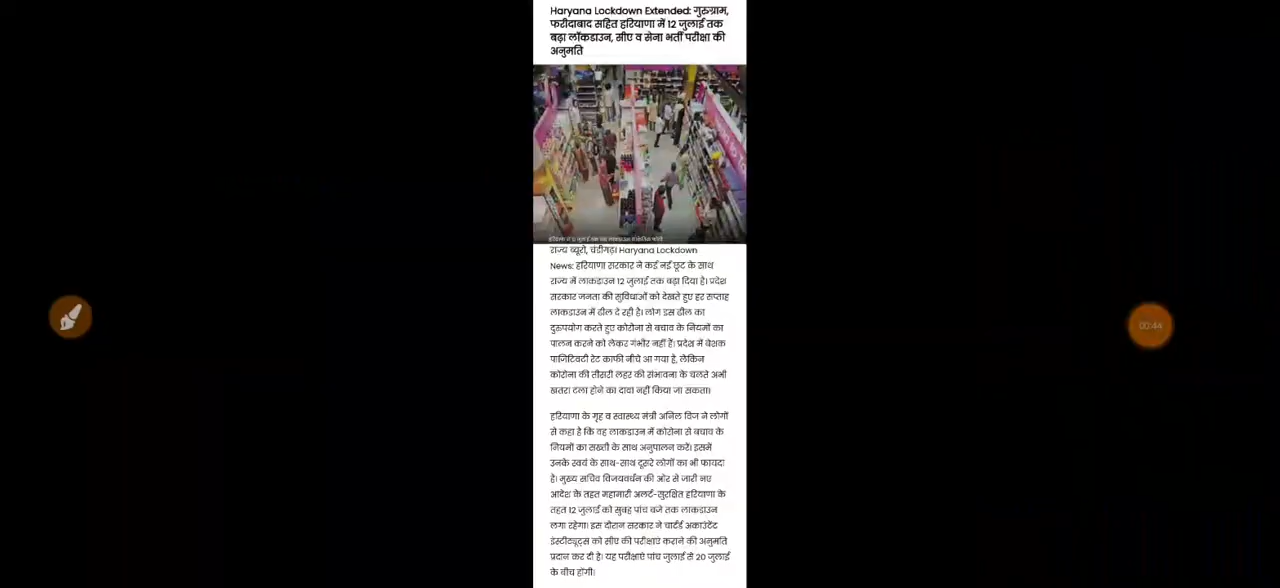 Haryana Lockdown Extended: गुरुग्राम,
फरीदाबाद सहित हरियाणा में 12 जुलाई तक
बढ़ा लॉकडाउन, सीए व सेना भर्ती परीक्षा की
अनुमति
राज्य ब्यूरो, चंडीगढ़। Haryana Lockdown
News: हरियाणा सरकार ने कई नई छूट के साथ
राज्य में लाकडाउन 12 जुलाई तक बढ़ा दिया है। प्रदेश
सरकार जनता की सुविधाओं को देखते हुए हर सप्ताह
लाकडाउन में ढील दे रही है। लोग इस ढील का
दुरुपयोग करते हुए कोरोना से बचाव के नियमों का
पालन करने को लेकर गंभीर नहीं हैं। प्रदेश में बेशक
पाजिटिवटी रेट काफी नीचे आ गया है, लेकिन
कोरोना की तीसरी लहर की संभावना के चलते अभी
खतरा टला होने का दावा नहीं किया जा सकता।
हरियाणा के गृह व स्वास्थ्य मंत्री अनिल विज ने लोगों
से कहा है कि वह लाकडाउन में कोरोना से बचाव के
नियमों का सख्ती के साथ अनुपालन करें। इसमें
उनके स्वयं के साथ-साथ दूसरे लोगों का भी फायदा
है। मुख्य सचिव विजयवर्धन की ओर से जारी नए
आदेश के तहत महामारी अलर्ट-सुरक्षित हरियाणा के
तहत 12 जुलाई को सुबह पांच बजे तक लाकडाउन
लगा रहेगा। इस दौरान सरकार ने चार्टर्ड अकाउंटेंट
इंस्टीट्यूट्स को सीए की परीक्षाएं कराने की अनुमति
प्रदान कर दी है। यह परीक्षाएं पांच जुलाई से 20 जुलाई
के बीच होंगी।
00:44